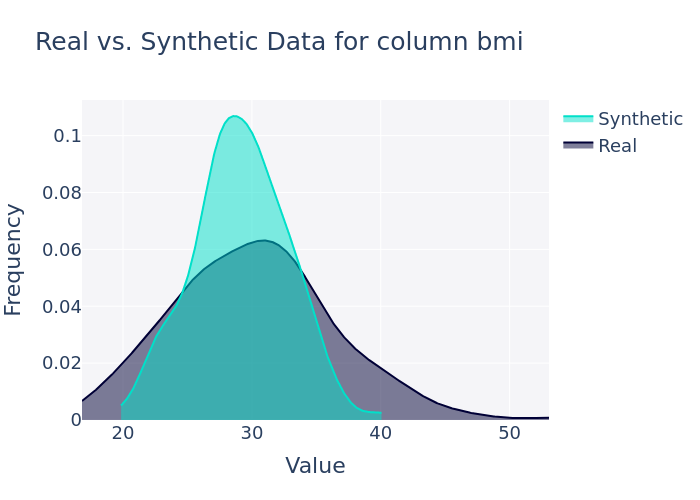 Real vs. Synthetic Data for column bmi
Synthetic
Real
Frequency
0.1
0.08
0.06
0.04
0.02
0
20 30 40 50
Value